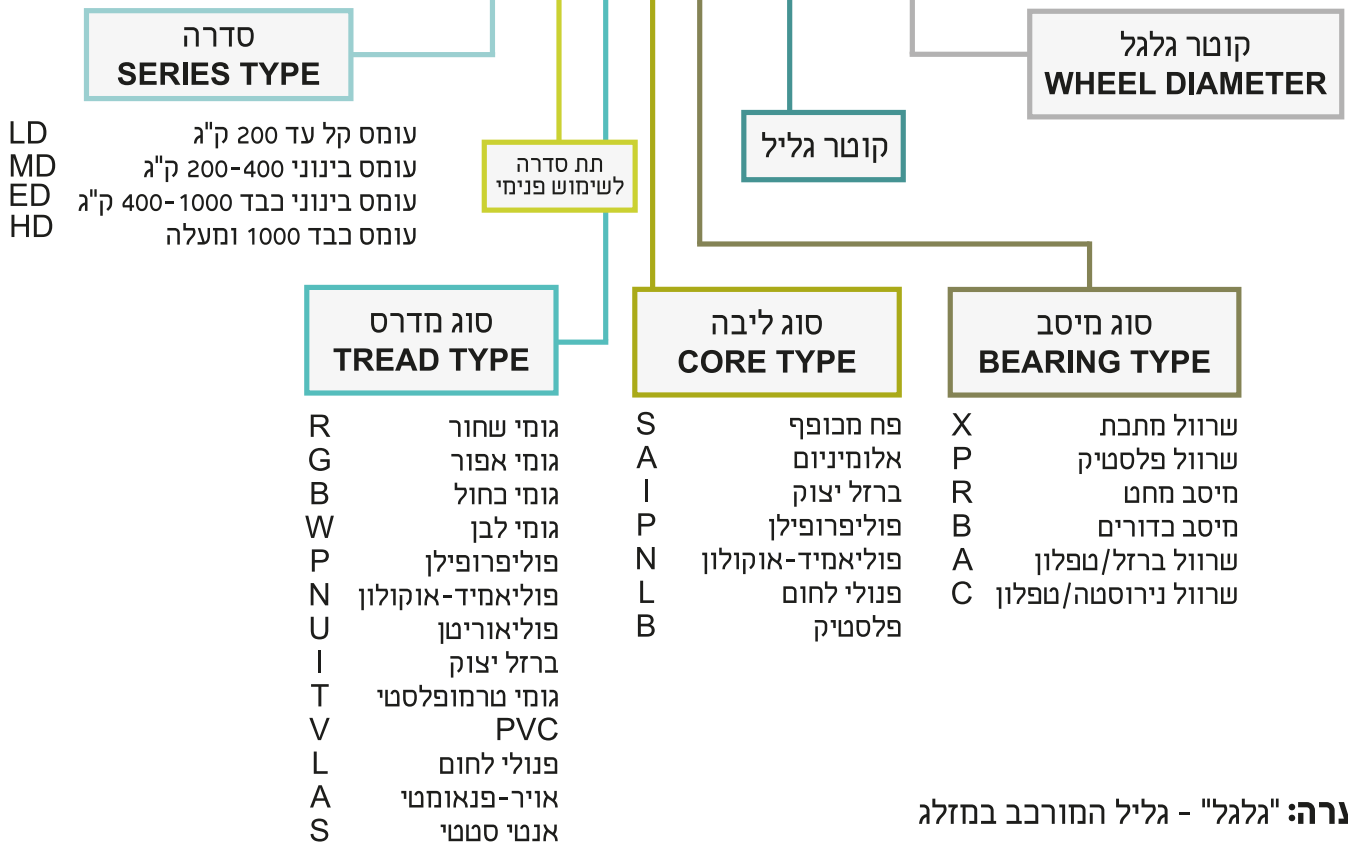 סדרה
SERIES TYPE
LD עומס קל עד 200 ק"ג
MD עומס בינוני 200-400 ק"ג
ED עומס בינוני כבד 400-1000 ק"ג
HD עומס כבד 1000 ומעלה
תת סדרה
לשימוש פנימי
קוטר גליל
קוטר גלגל
WHEEL DIAMETER
סוג מדרס
TREAD TYPE
R גומי שחור
G גומי אפור
B גומי כחול
W גומי לבן
P פוליפרופילן
N פוליאמיד-אוקולון
U פוליאוריטן
I ברזל יצוק
T גומי טרמופלסטי
V PVC
L פנולי לחום
A אויר-פנאומטי
S אנטי סטטי
סוג ליבה
CORE TYPE
S פח מכופף
A אלומיניום
I ברזל יצוק
P פוליפרופילן
N פוליאמיד-אוקולון
L פנולי לחום
B פלסטיק
סוג מיסב
BEARING TYPE
X שרוול מתכת
P שרוול פלסטיק
R מיסב מחט
B מיסב כדורים
A שרוול ברזל/טפלון
C שרוול נירוסטה/טפלון
"גלגל" - גליל המורכב במזלג